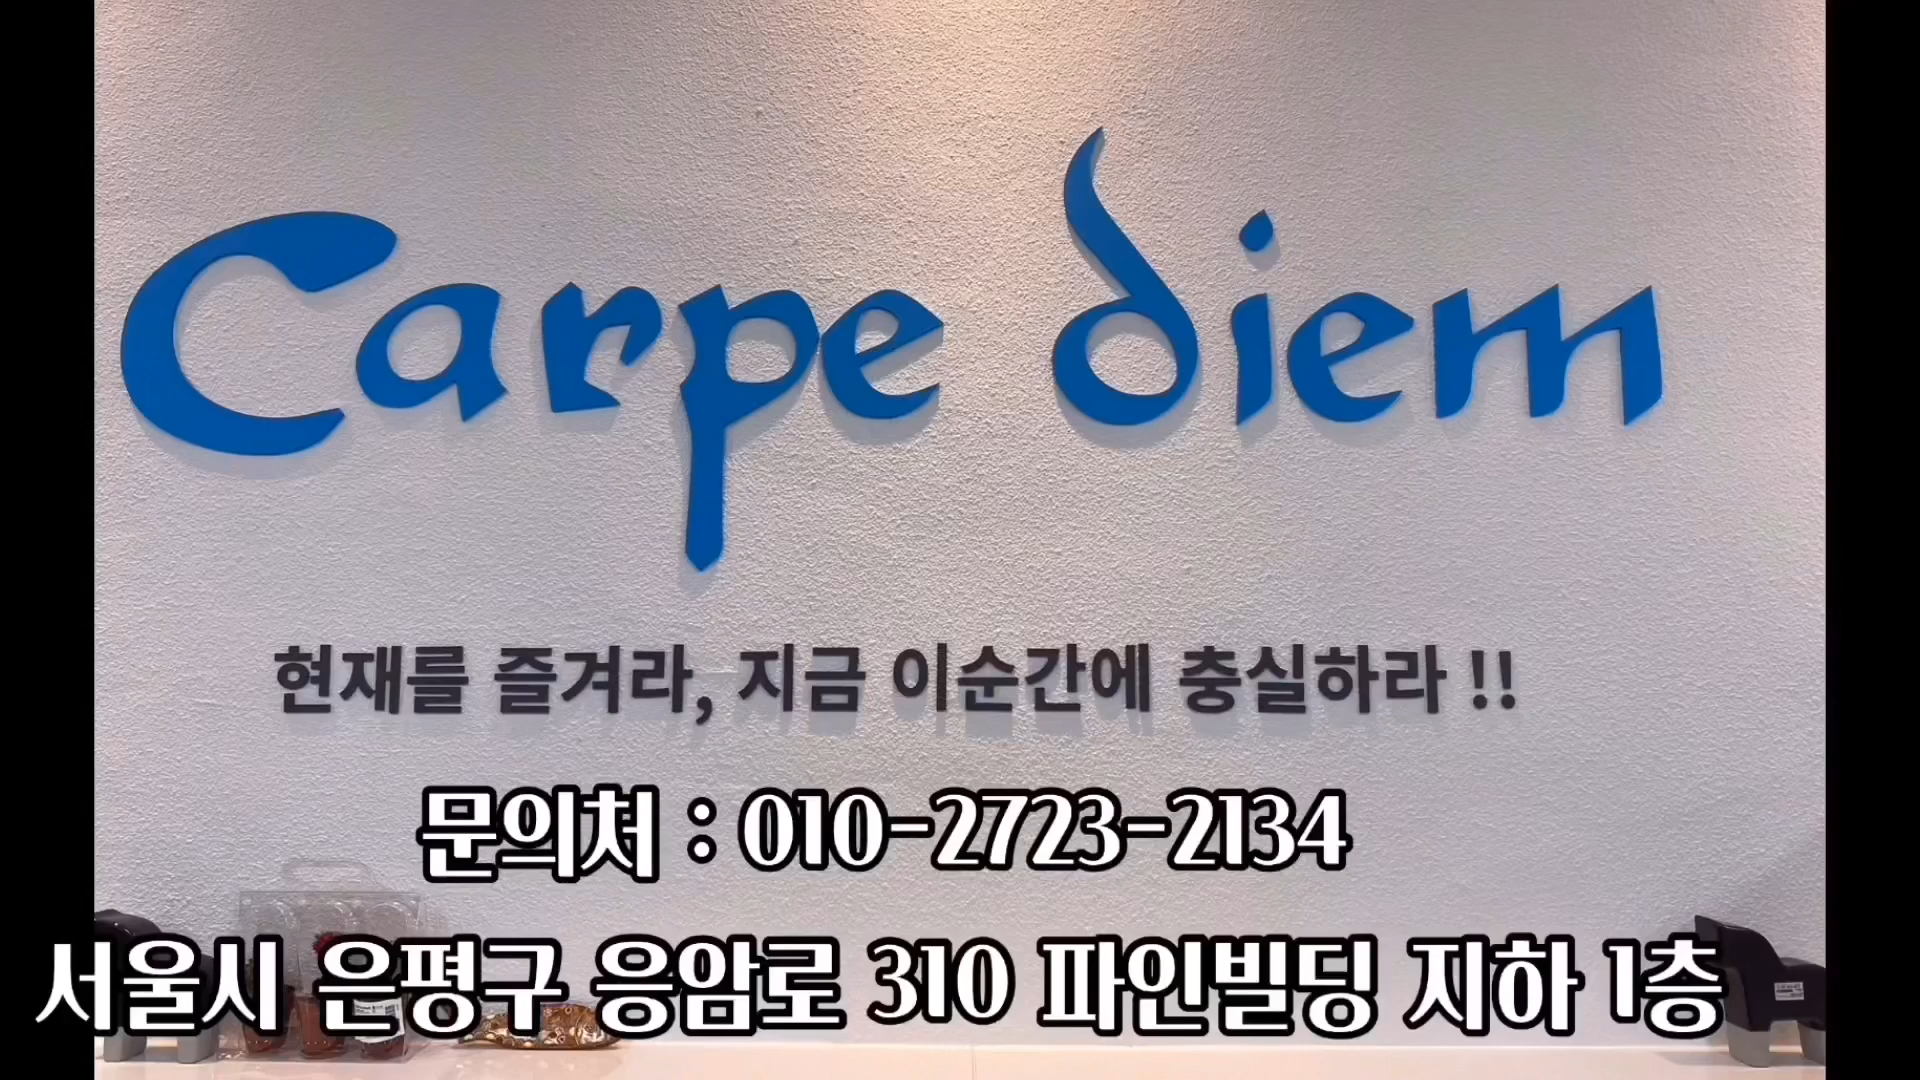 Carpe diem
현재를 즐겨라, 지금 이순간에 충실하라 !!
문의처 : 010-2723-2134
서울시 은평구 응암로 310 파인빌딩 지하 1층